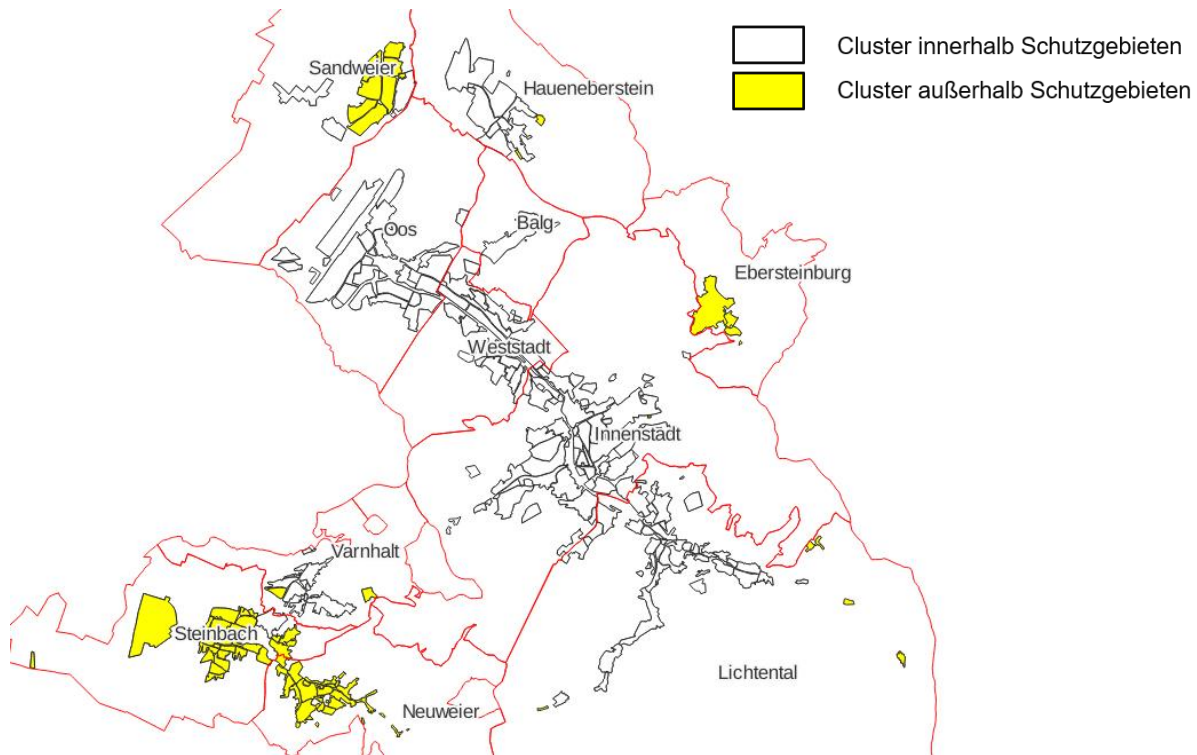 Cluster innerhalb Schutzgebieten
Cluster außerhalb Schutzgebieten
Sandweier
Haueneberstein
Oos
Balg
Ebersteinburg
Weststadt
Innenstadt
Varnhalt
Steinbach
Lichtental
Neuweier